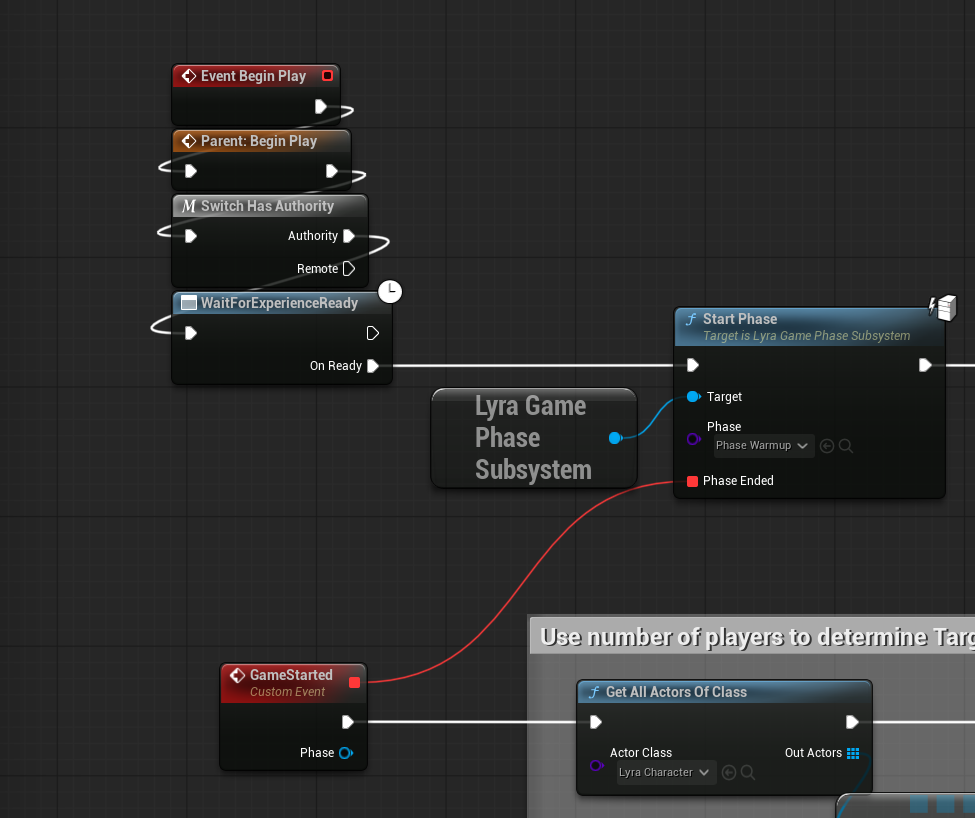 Event Begin Play
Parent: Begin Play
M Switch Has Authority
Authority
Remote
WaitForExperienceReady
On Ready
f Start Phase
Target is Lyra Game Phase Subsystem
Target
Phase
Phase Warmup
Phase Ended
Lyra Game
Phase
Subsystem
Use number of players to determine Targ
GameStarted
Custom Event
Phase
f Get All Actors Of Class
Actor Class
Out Actors
Lyra Character